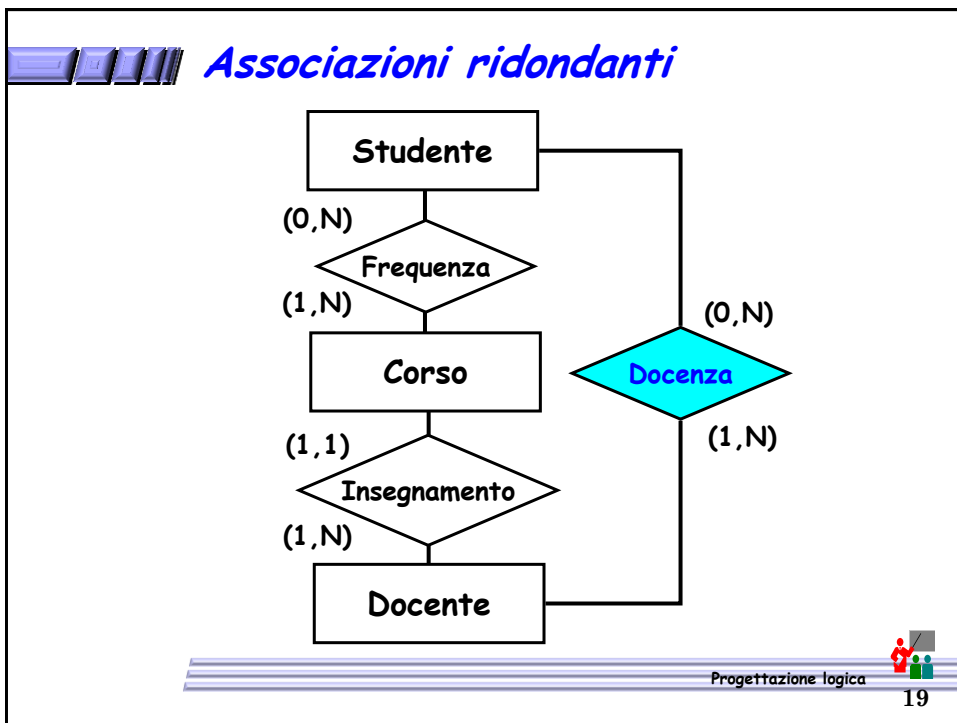 Associazioni ridondanti
Studente
(0,N)
Frequenza
(1,N)
Corso
(1,1)
Insegnamento
(1,N)
Docente
(0,N)
Docenza
(1,N)
Progettazione logica
19